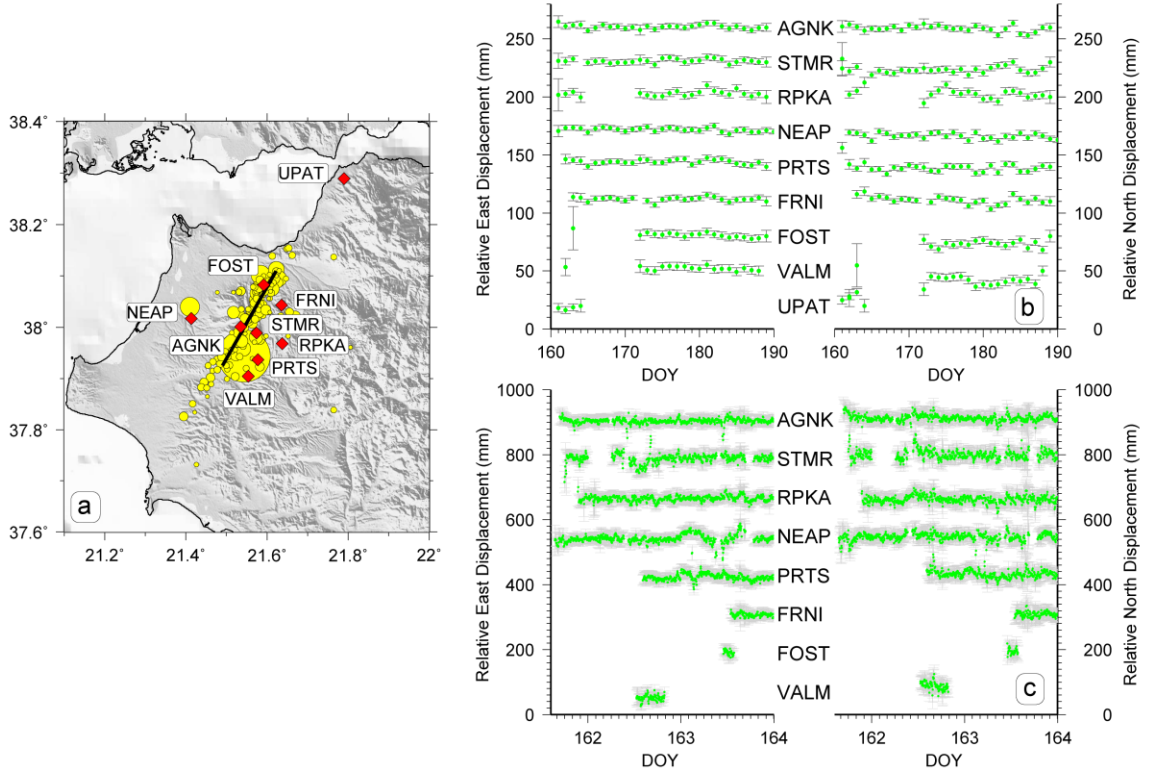 38.4°
38.2°
38°
37.8°
37.6°
21.2°
21.4°
21.6°
21.8°
22°
UPAT
FOST
NEAP
FRNI
STMR
AGNK
RPKA
PRTS
VALM
a
Relative East Displacement (mm)
250
200
150
100
50
0
160
170
180
190
DOY
AGNK
STMR
RPKA
NEAP
PRTS
FRNI
FOST
VALM
UPAT
160
170
180
190
DOY
250
200
150
100
50
0
Relative North Displacement (mm)
b
Relative East Displacement (mm)
1000
800
600
400
200
0
162
163
164
DOY
AGNK
STMR
RPKA
NEAP
PRTS
FRNI
FOST
VALM
162
163
164
DOY
1000
800
600
400
200
0
Relative North Displacement (mm)
c